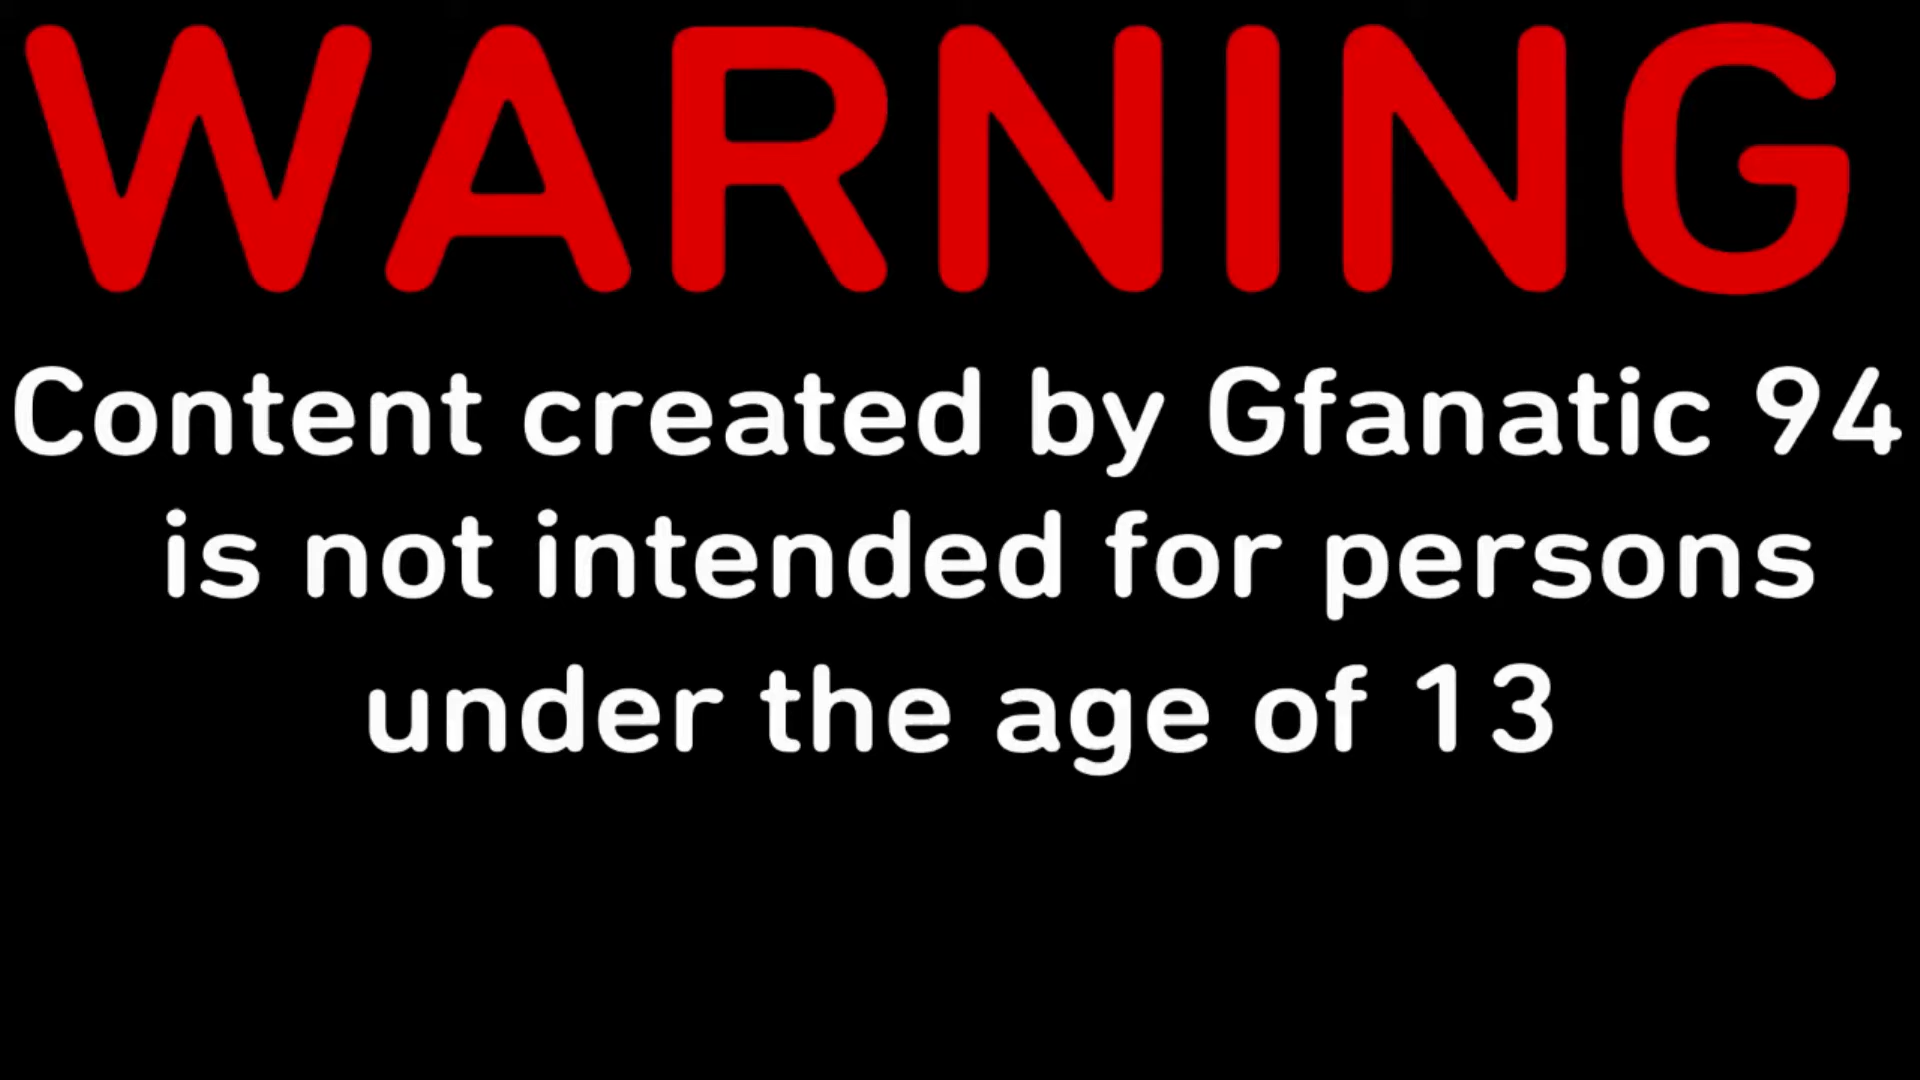 WARNING
Content created by Gfanatic 94
is not intended for persons
under the age of 13